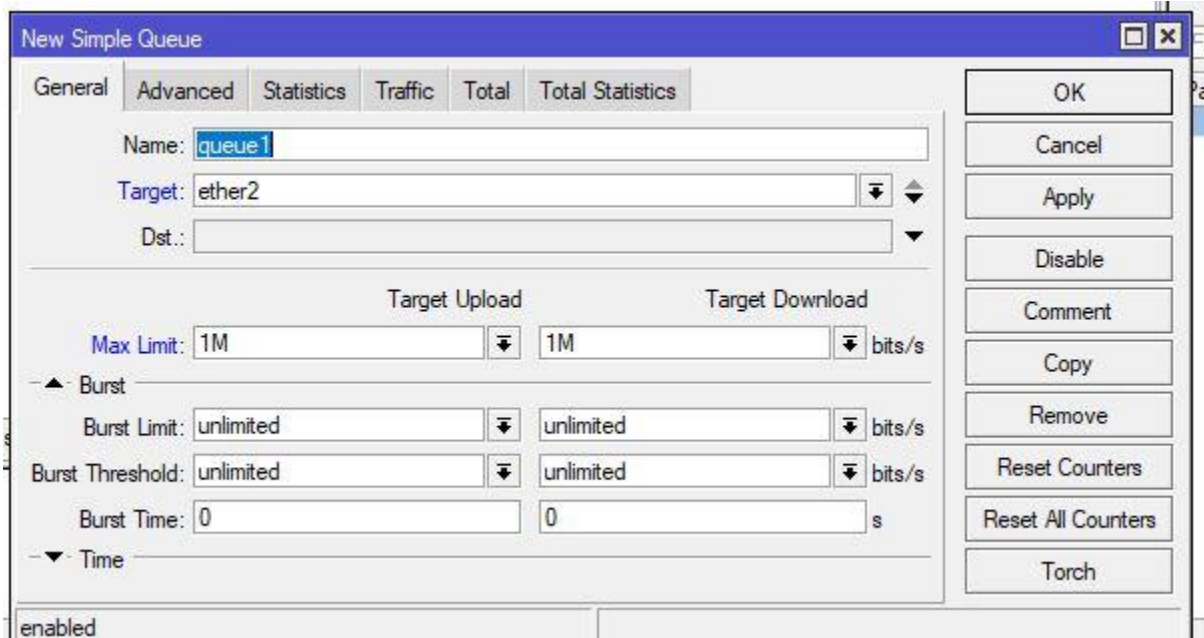 New Simple Queue
General Advanced Statistics Traffic Total Total Statistics
Name: queue1
Target: ether2
Dst.:
Target Upload Target Download
Max Limit: 1M 1M bits/s
Burst
Burst Limit: unlimited unlimited bits/s
Burst Threshold: unlimited unlimited bits/s
Burst Time: 0 0 s
Time
enabled
OK
Cancel
Apply
Disable
Comment
Copy
Remove
Reset Counters
Reset All Counters
Torch